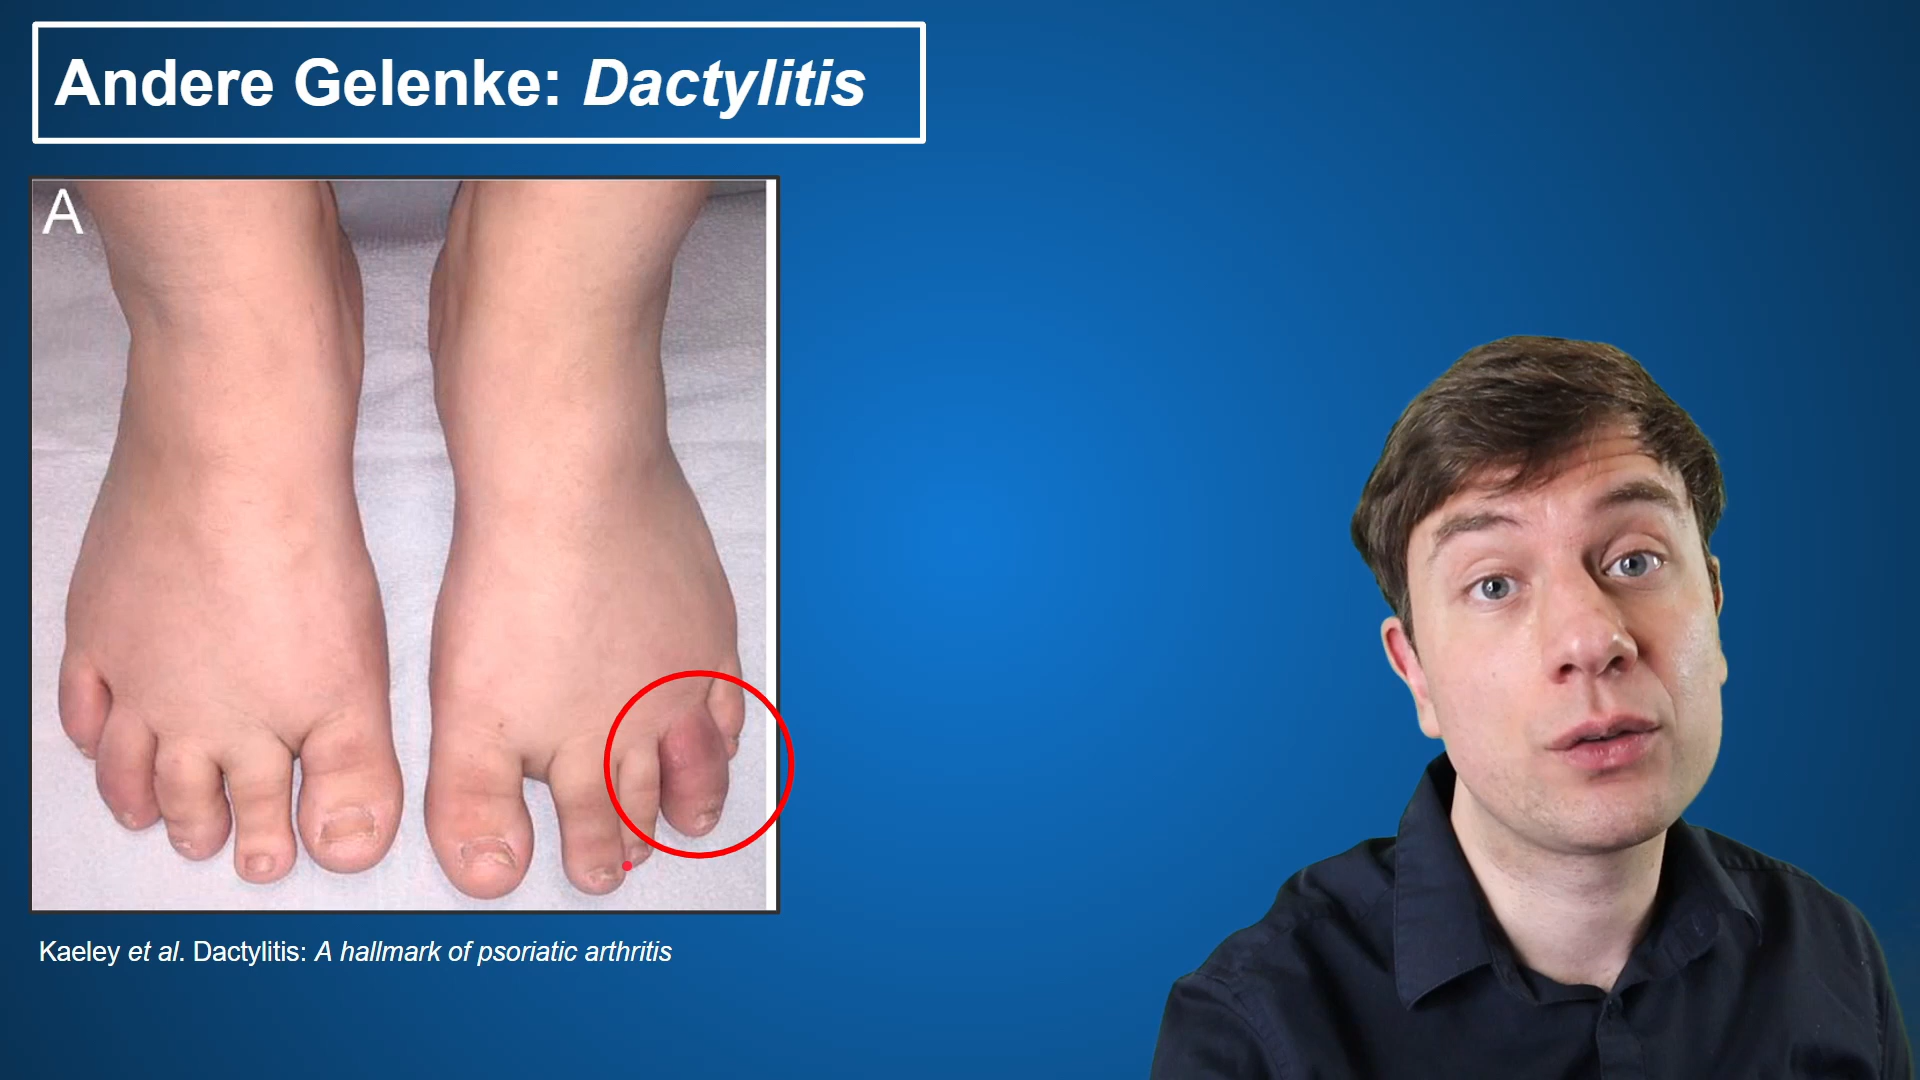 Andere Gelenke: Dactylitis
A
Kaeley et al. Dactylitis: A hallmark of psoriatic arthritis